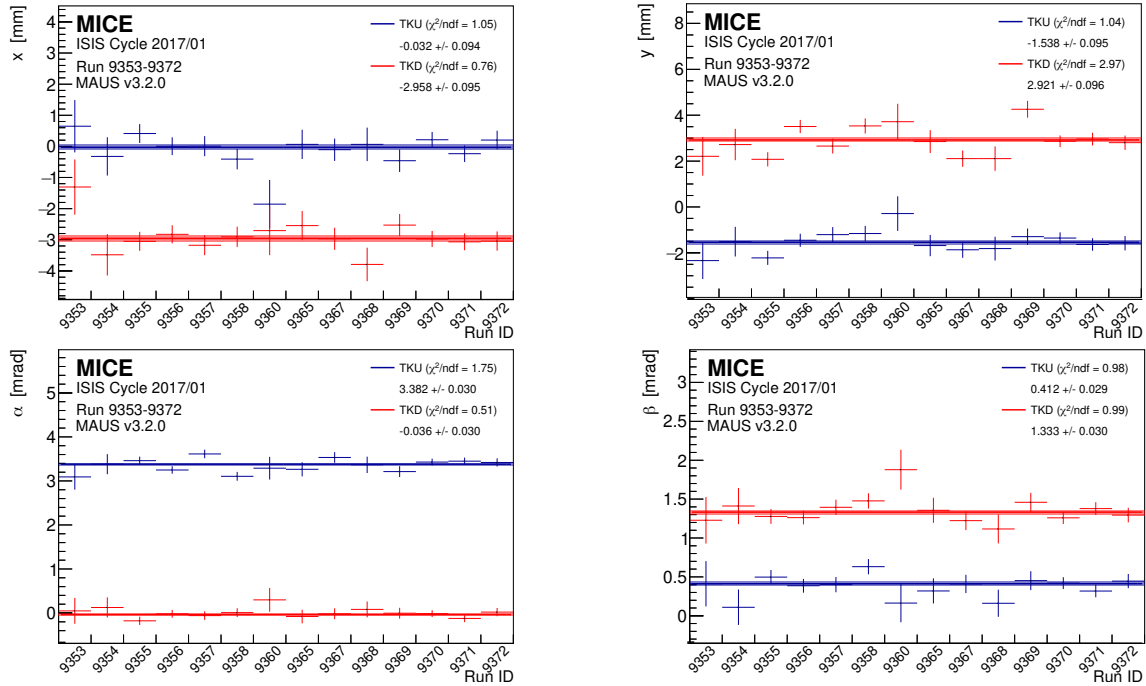 x [mm]
4
3
2
1
0
−1
−2
−3
−4
MICE
ISIS Cycle 2017/01
Run 9353-9372
MAUS v3.2.0
TKU (χ²/ndf = 1.05)
-0.032 +/- 0.094
TKD (χ²/ndf = 0.76)
-2.958 +/- 0.095
9353 9354 9355 9356 9357 9358 9360 9365 9367 9368 9369 9370 9371 9372
Run ID
y [mm]
8
6
4
2
0
−2
MICE
ISIS Cycle 2017/01
Run 9353-9372
MAUS v3.2.0
TKU (χ²/ndf = 1.04)
-1.538 +/- 0.095
TKD (χ²/ndf = 2.97)
2.921 +/- 0.096
9353 9354 9355 9356 9357 9358 9360 9365 9367 9368 9369 9370 9371 9372
Run ID
α [mrad]
5
4
3
2
1
0
MICE
ISIS Cycle 2017/01
Run 9353-9372
MAUS v3.2.0
TKU (χ²/ndf = 1.75)
3.382 +/- 0.030
TKD (χ²/ndf = 0.51)
-0.036 +/- 0.030
9353 9354 9355 9356 9357 9358 9360 9365 9367 9368 9369 9370 9371 9372
Run ID
β [mrad]
3
2.5
2
1.5
1
0.5
0
MICE
ISIS Cycle 2017/01
Run 9353-9372
MAUS v3.2.0
TKU (χ²/ndf = 0.98)
0.412 +/- 0.029
TKD (χ²/ndf = 0.99)
1.333 +/- 0.030
9353 9354 9355 9356 9357 9358 9360 9365 9367 9368 9369 9370 9371 9372
Run ID